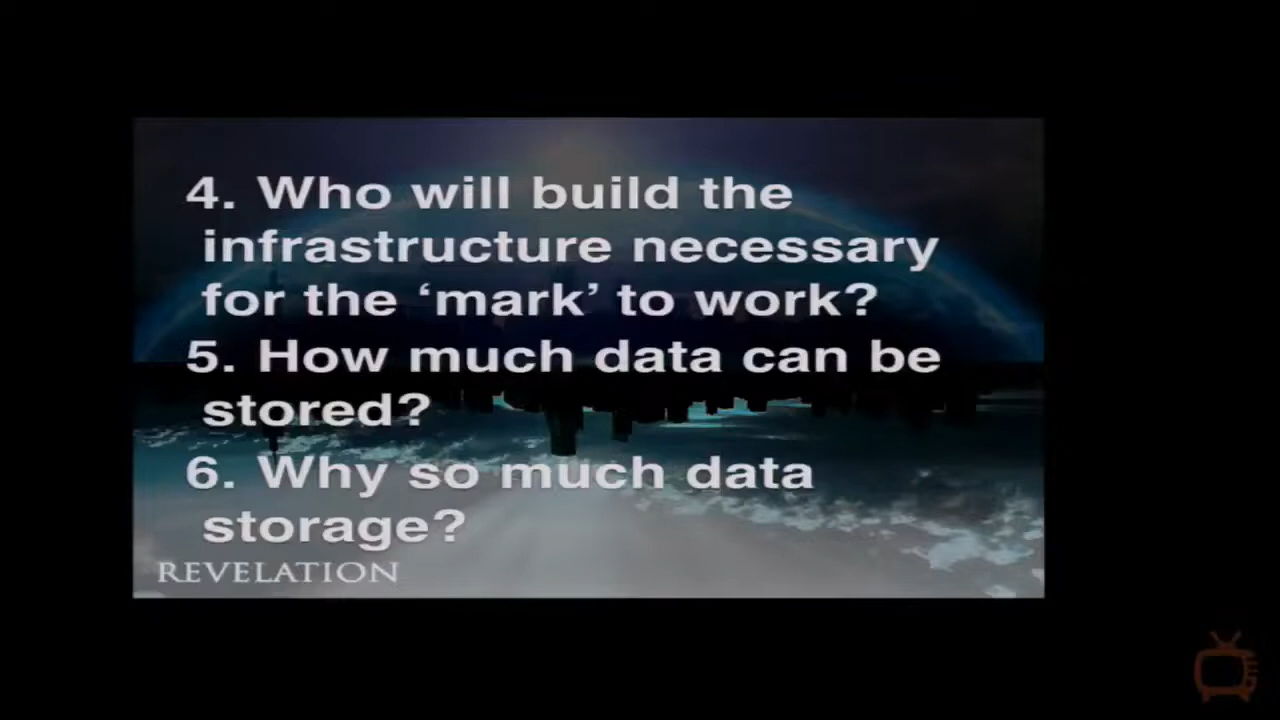 4. Who will build the
infrastructure necessary
for the ‘mark’ to work?
5. How much data can be
stored?
6. Why so much data
storage?
REVELATION